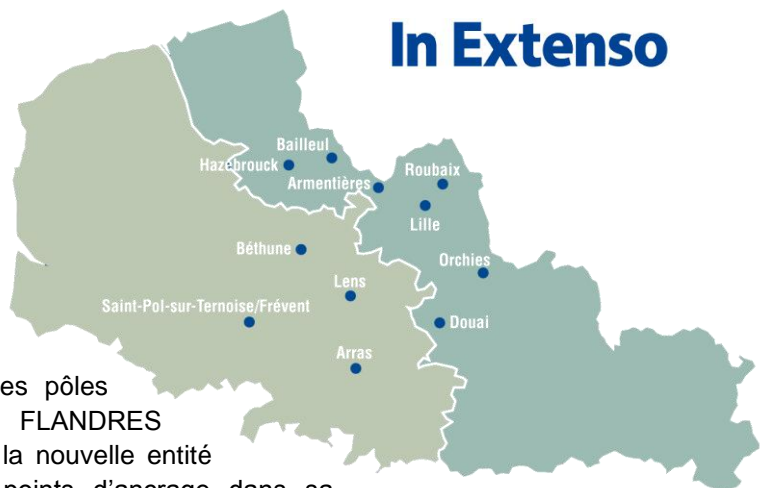 In Extenso
Bailleul
Hazebrouck
Armentières
Roubaix
Lille
Béthune
Orchies
Lens
Saint-Pol-sur-Ternoise/Frévent
Douai
Arras
es pôles
FLANDRES
la nouvelle entité
points d'ancrage dans sa